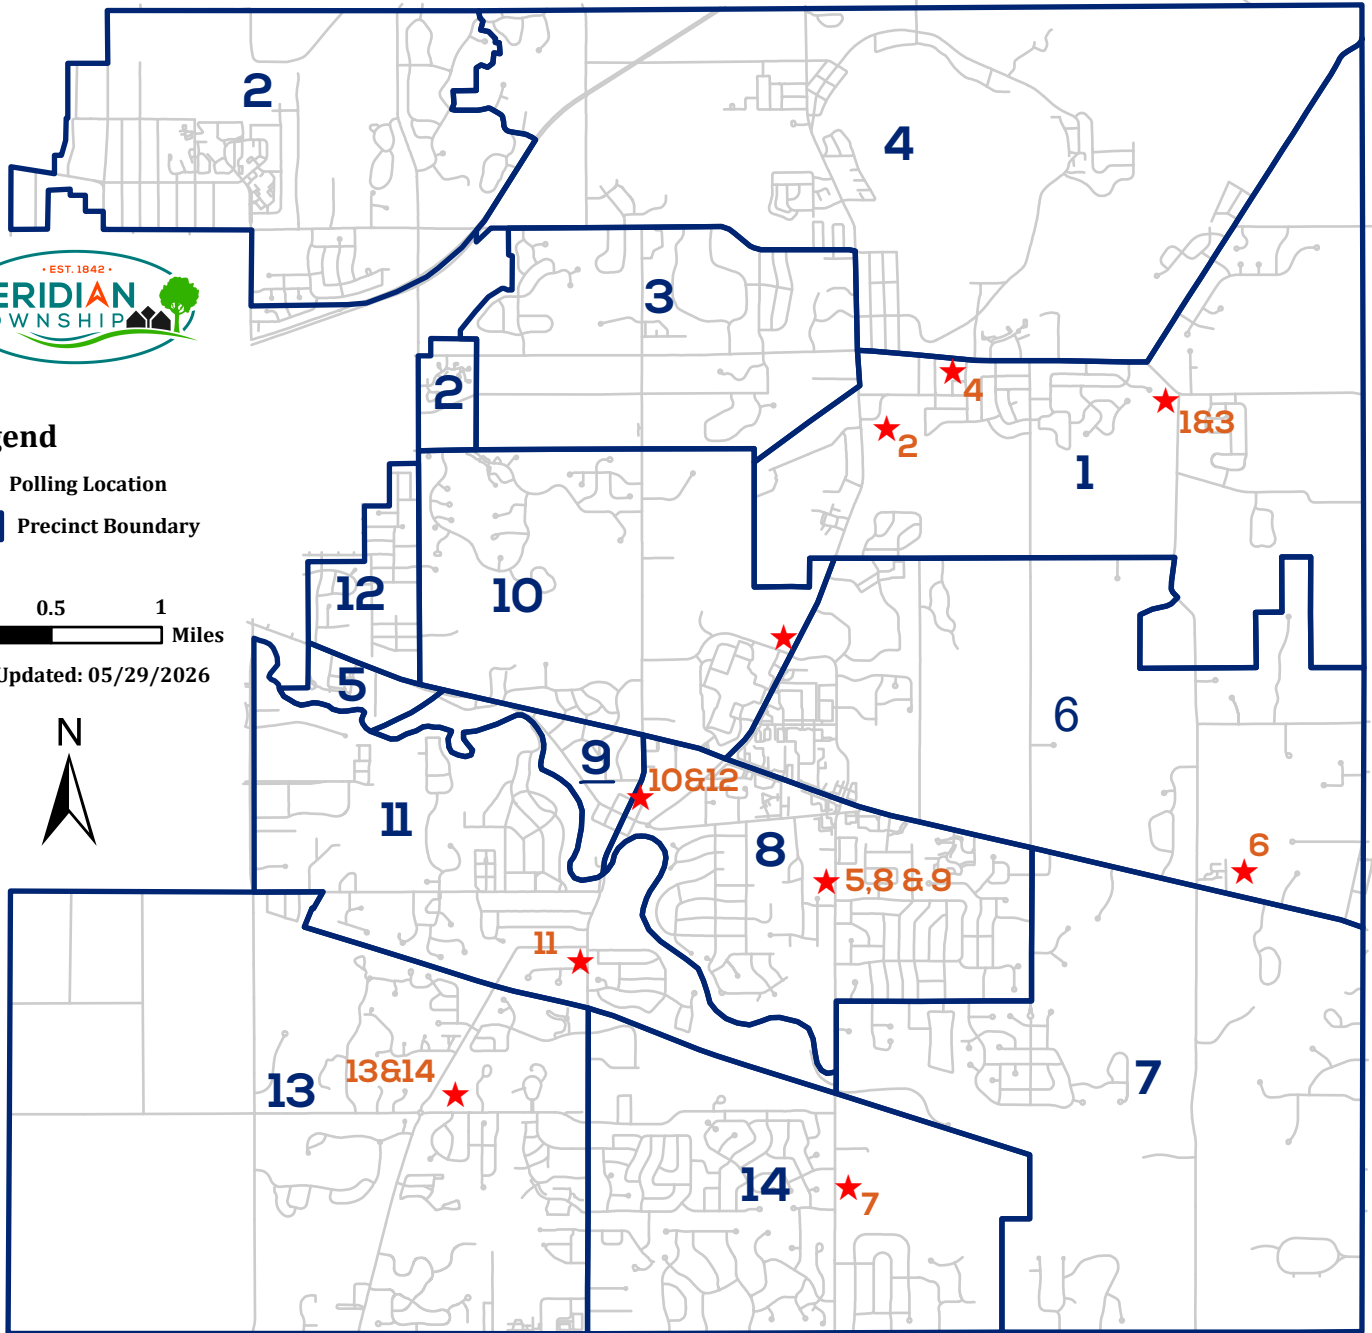 2
4
• EST. 1842 •
ERIDIAN
OWNSHIP
3
2
4
1&3
2
1
gend
Polling Location
Precinct Boundary
12
10
0.5 1
Miles
Updated: 05/29/2026
5
6
N
9
10&12
11
8
6
5,8 & 9
11
13&14
13
7
14
7